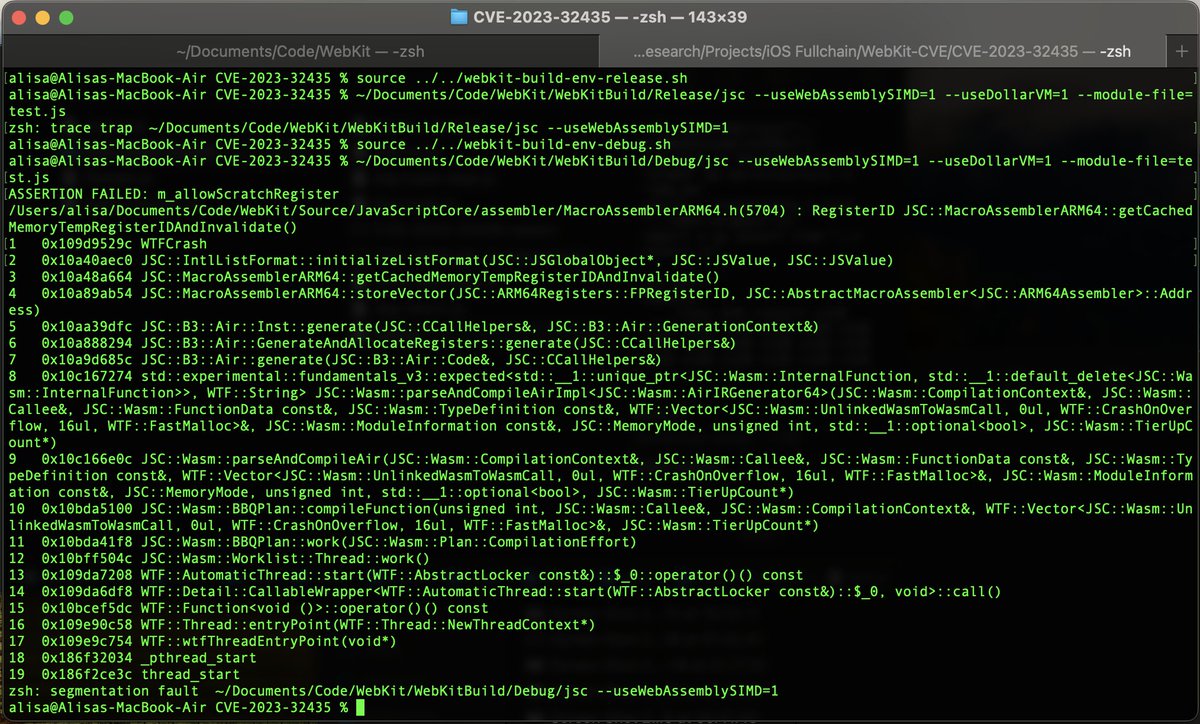 CVE-2023-32435 — -zsh — 143×39
~/Documents/Code/WebKit — -zsh
...esearch/Projects/iOS Fullchain/WebKit-CVE/CVE-2023-32435 — -zsh
+
[alisa@Alisas-MacBook-Air CVE-2023-32435 % source ../../webkit-build-env-release.sh ]
alisa@Alisas-MacBook-Air CVE-2023-32435 % ~/Documents/Code/WebKit/WebKitBuild/Release/jsc --useWebAssemblySIMD=1 --useDollarVM=1 --module-file=
test.js
[zsh: trace trap  ~/Documents/Code/WebKit/WebKitBuild/Release/jsc --useWebAssemblySIMD=1 ]
alisa@Alisas-MacBook-Air CVE-2023-32435 % source ../../webkit-build-env-debug.sh
alisa@Alisas-MacBook-Air CVE-2023-32435 % ~/Documents/Code/WebKit/WebKitBuild/Debug/jsc --useWebAssemblySIMD=1 --useDollarVM=1 --module-file=te
[st.js ]
[ASSERTION FAILED: m_allowScratchRegister ]
/Users/alisa/Documents/Code/WebKit/Source/JavaScriptCore/assembler/MacroAssemblerARM64.h(5704) : RegisterID JSC::MacroAssemblerARM64::getCached
MemoryTempRegisterIDAndInvalidate()
[1   0x109d9529c WTFCrash ]
[2   0x10a40aec0 JSC::IntlListFormat::initializeListFormat(JSC::JSGlobalObject*, JSC::JSValue, JSC::JSValue) ]
3   0x10a48a664 JSC::MacroAssemblerARM64::getCachedMemoryTempRegisterIDAndInvalidate()
4   0x10a89ab54 JSC::MacroAssemblerARM64::storeVector(JSC::ARM64Registers::FPRegisterID, JSC::AbstractMacroAssembler<JSC::ARM64Assembler>::Addr
ess)
5   0x10aa39dfc JSC::B3::Air::Inst::generate(JSC::CCallHelpers&, JSC::B3::Air::GenerationContext&)
6   0x10a888294 JSC::B3::Air::GenerateAndAllocateRegisters::generate(JSC::CCallHelpers&)
7   0x10a9d685c JSC::B3::Air::generate(JSC::B3::Air::Code&, JSC::CCallHelpers&)
8   0x10c167274 std::experimental::fundamentals_v3::expected<std::__1::unique_ptr<JSC::Wasm::InternalFunction, std::__1::default_delete<JSC::Wa
sm::InternalFunction>>, WTF::String> JSC::Wasm::parseAndCompileAirImpl<JSC::Wasm::AirIRGenerator64>(JSC::Wasm::CompilationContext&, JSC::Wasm::
Callee&, JSC::Wasm::FunctionData const&, JSC::Wasm::TypeDefinition const&, WTF::Vector<JSC::Wasm::UnlinkedWasmToWasmCall, 0ul, WTF::CrashOnOver
flow, 16ul, WTF::FastMalloc>&, JSC::Wasm::ModuleInformation const&, JSC::MemoryMode, unsigned int, std::__1::optional<bool>, JSC::Wasm::TierUpC
ount*)
9   0x10c166e0c JSC::Wasm::parseAndCompileAir(JSC::Wasm::CompilationContext&, JSC::Wasm::Callee&, JSC::Wasm::FunctionData const&, JSC::Wasm::Ty
peDefinition const&, WTF::Vector<JSC::Wasm::UnlinkedWasmToWasmCall, 0ul, WTF::CrashOnOverflow, 16ul, WTF::FastMalloc>&, JSC::Wasm::ModuleInform
ation const&, JSC::MemoryMode, unsigned int, std::__1::optional<bool>, JSC::Wasm::TierUpCount*)
10  0x10bda5100 JSC::Wasm::BBQPlan::compileFunction(unsigned int, JSC::Wasm::Callee&, JSC::Wasm::CompilationContext&, WTF::Vector<JSC::Wasm::Un
linkedWasmToWasmCall, 0ul, WTF::CrashOnOverflow, 16ul, WTF::FastMalloc>&, JSC::Wasm::TierUpCount*)
11  0x10bda41f8 JSC::Wasm::BBQPlan::work(JSC::Wasm::Plan::CompilationEffort)
12  0x10bff504c JSC::Wasm::Worklist::Thread::work()
13  0x109da7208 WTF::AutomaticThread::start(WTF::AbstractLocker const&)::$_0::operator()() const
14  0x109da6df8 WTF::Detail::CallableWrapper<WTF::AutomaticThread::start(WTF::AbstractLocker const&)::$_0, void>::call()
15  0x10bcef5dc WTF::Function<void ()>::operator()() const
16  0x109e90c58 WTF::Thread::entryPoint(WTF::Thread::NewThreadContext*)
17  0x109e9c754 WTF::wtfThreadEntryPoint(void*)
18  0x186f32034 _pthread_start
19  0x186f2ce3c thread_start
zsh: segmentation fault  ~/Documents/Code/WebKit/WebKitBuild/Debug/jsc --useWebAssemblySIMD=1
alisa@Alisas-MacBook-Air CVE-2023-32435 %